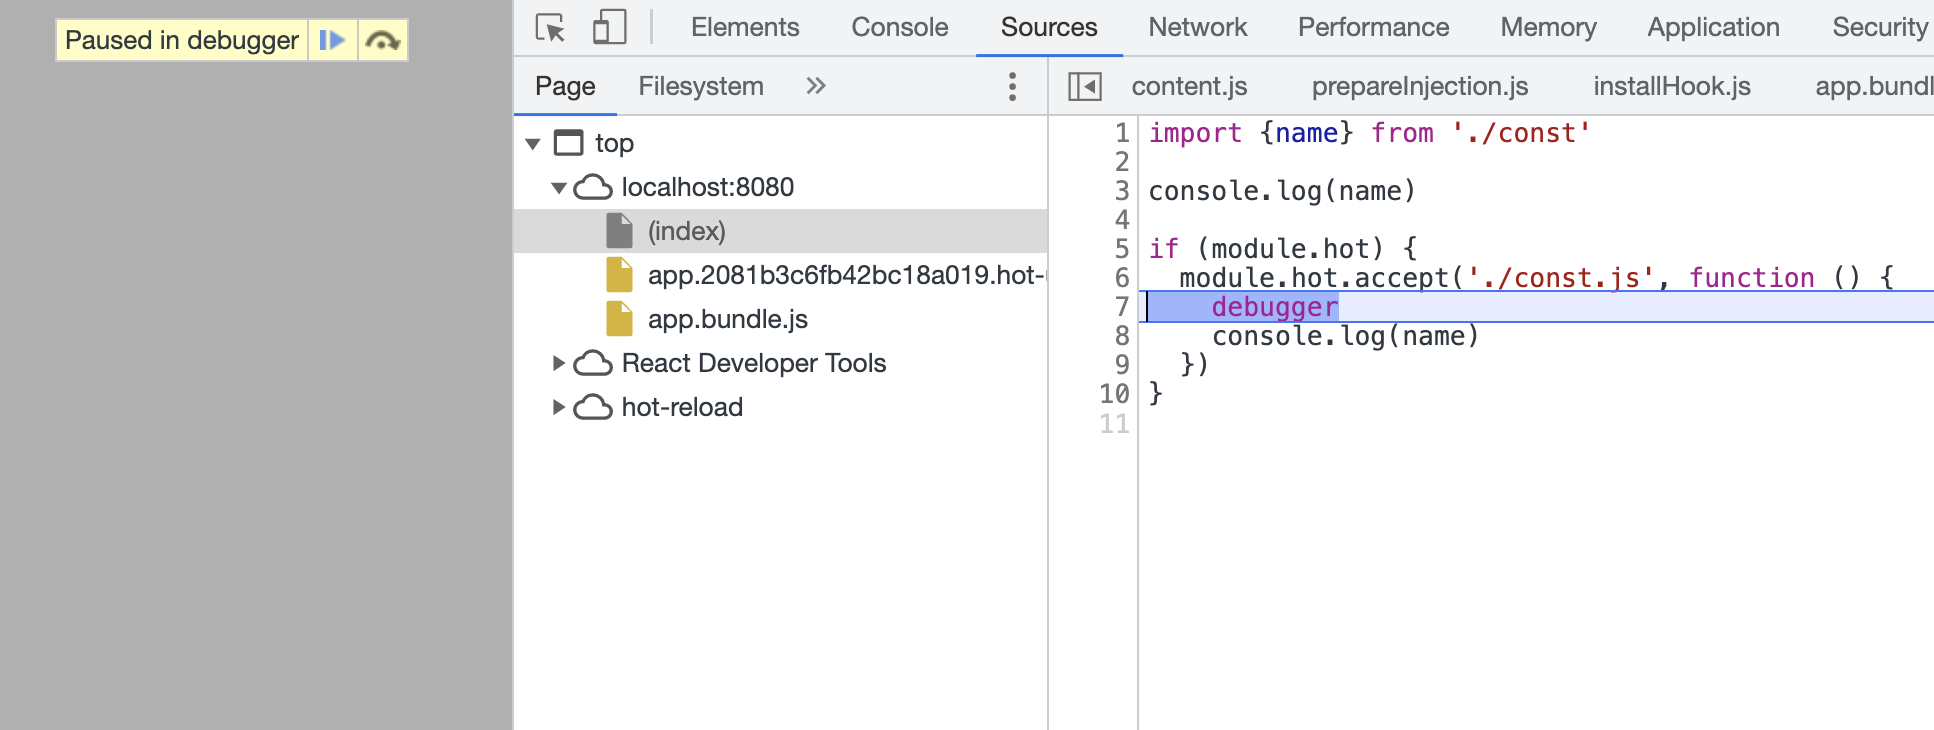 Paused in debugger
Elements Console Sources Network Performance Memory Application Security
Page Filesystem
content.js prepareInjection.js installHook.js app.bundl
top
localhost:8080
(index)
app.2081b3c6fb42bc18a019.hot-
app.bundle.js
React Developer Tools
hot-reload
1 import {name} from './const'
2
3 console.log(name)
4
5 if (module.hot) {
6 module.hot.accept('./const.js', function () {
7 debugger
8 console.log(name)
9 })
10 }
11